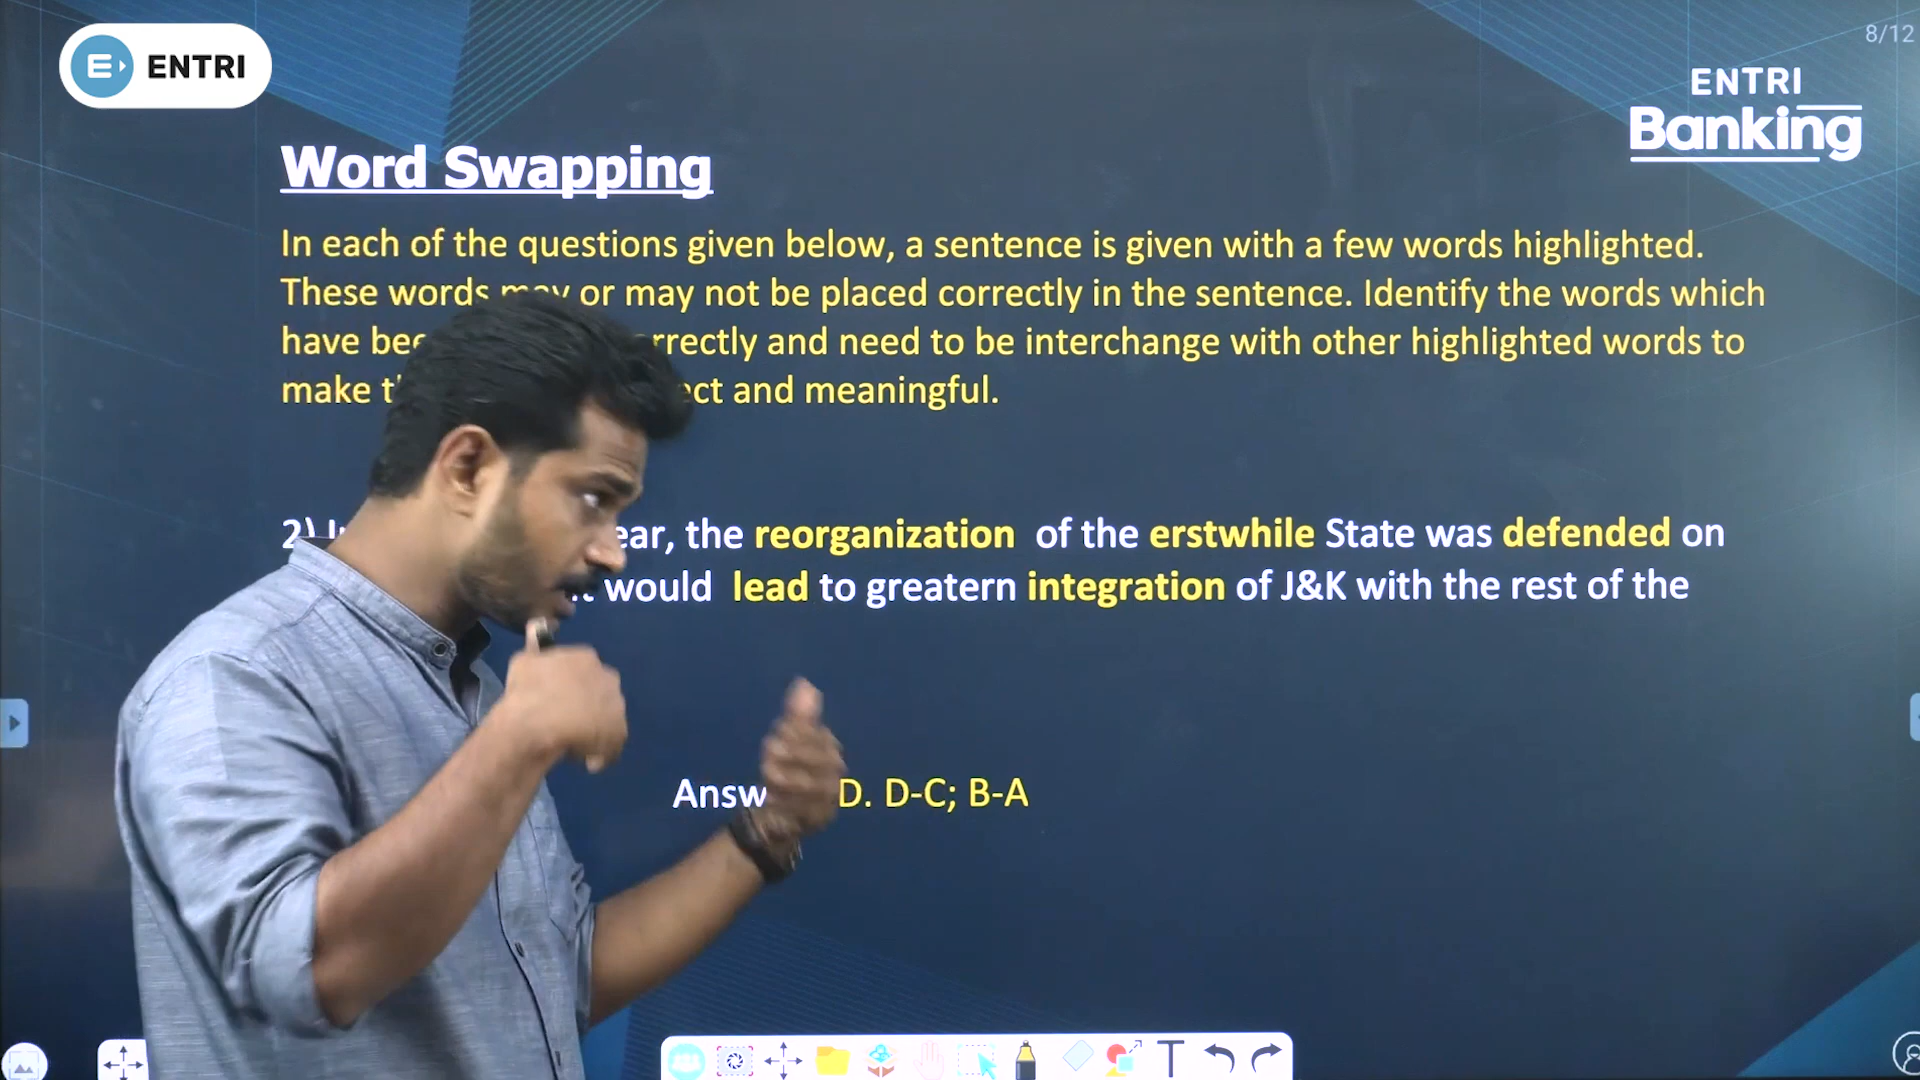 ENTRI
8/12
ENTRI
Banking
Word Swapping
In each of the questions given below, a sentence is given with a few words highlighted.
These words may or may not be placed correctly in the sentence. Identify the words which
have and need to be interchange with other highlighted words to
make and meaningful.
2) the reorganization of the erstwhile State was defended on
would lead to greatern integration of J&K with the rest of the
D. D-C; B-A
T